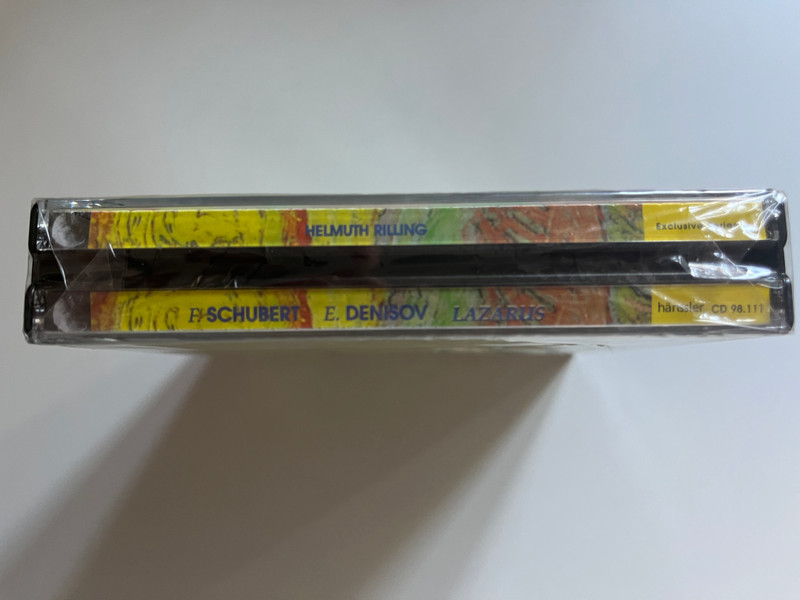 HELMUTH RILLING
Exclusive
F. SCHUBERT E. DENISOV LAZARUS
hänssler CD 98.111